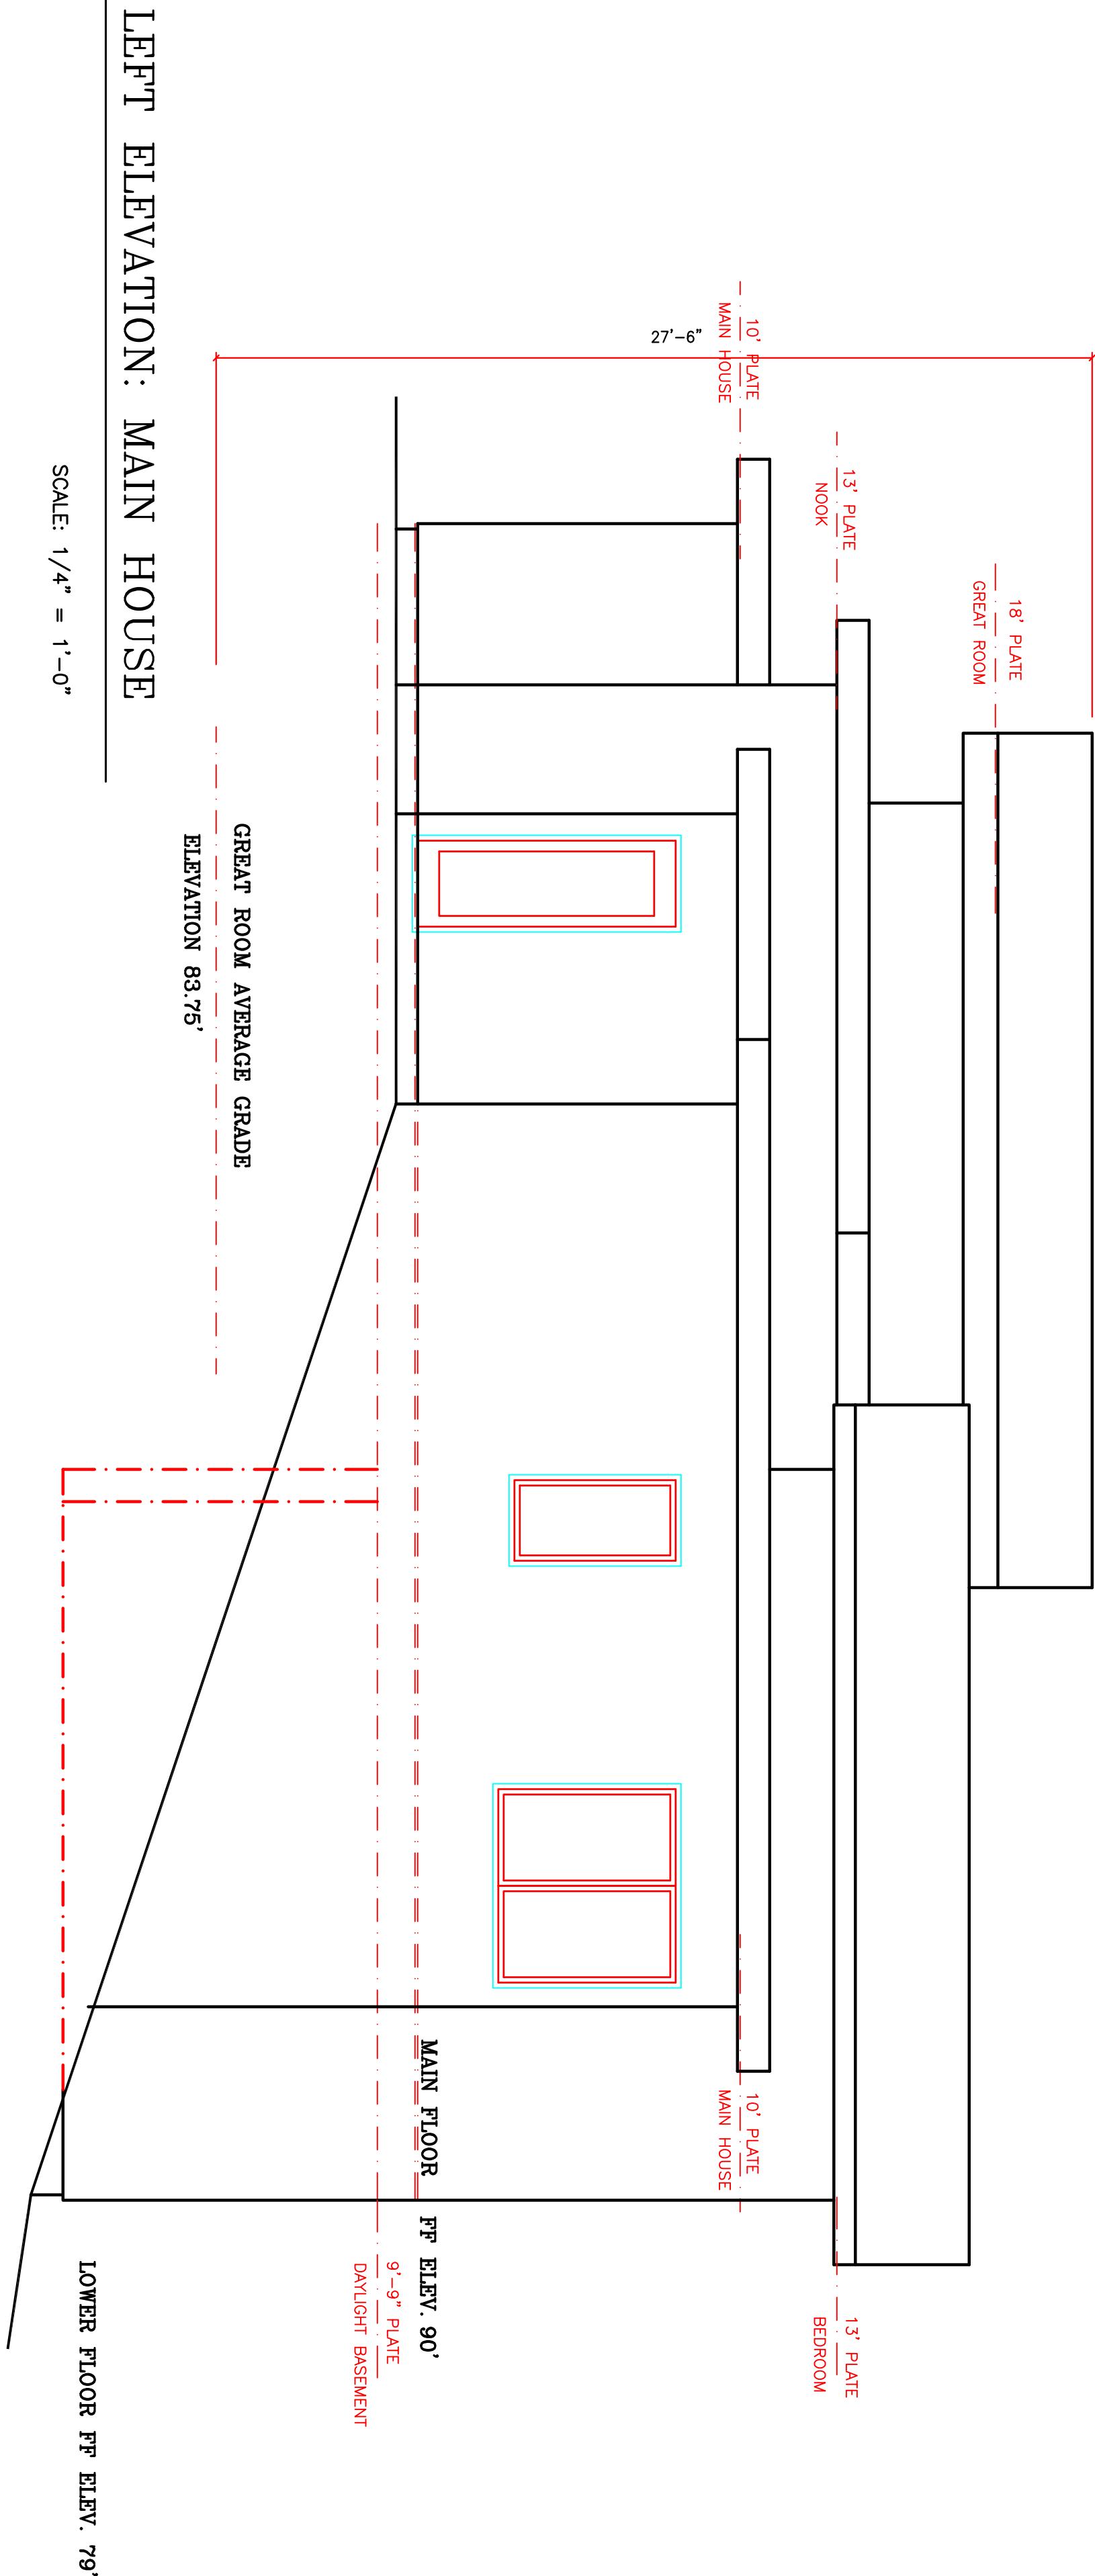 18' PLATE
GREAT ROOM
13' PLATE
NOOK
13' PLATE
BEDROOM
10' PLATE
MAIN HOUSE
10' PLATE
MAIN HOUSE
27'-6"
MAIN FLOOR FF ELEV. 90'
9'-9" PLATE
DAYLIGHT BASEMENT
GREAT ROOM AVERAGE GRADE
ELEVATION 83.75'
LOWER FLOOR FF ELEV. 79'
LEFT ELEVATION: MAIN HOUSE
SCALE: 1/4" = 1'-0"